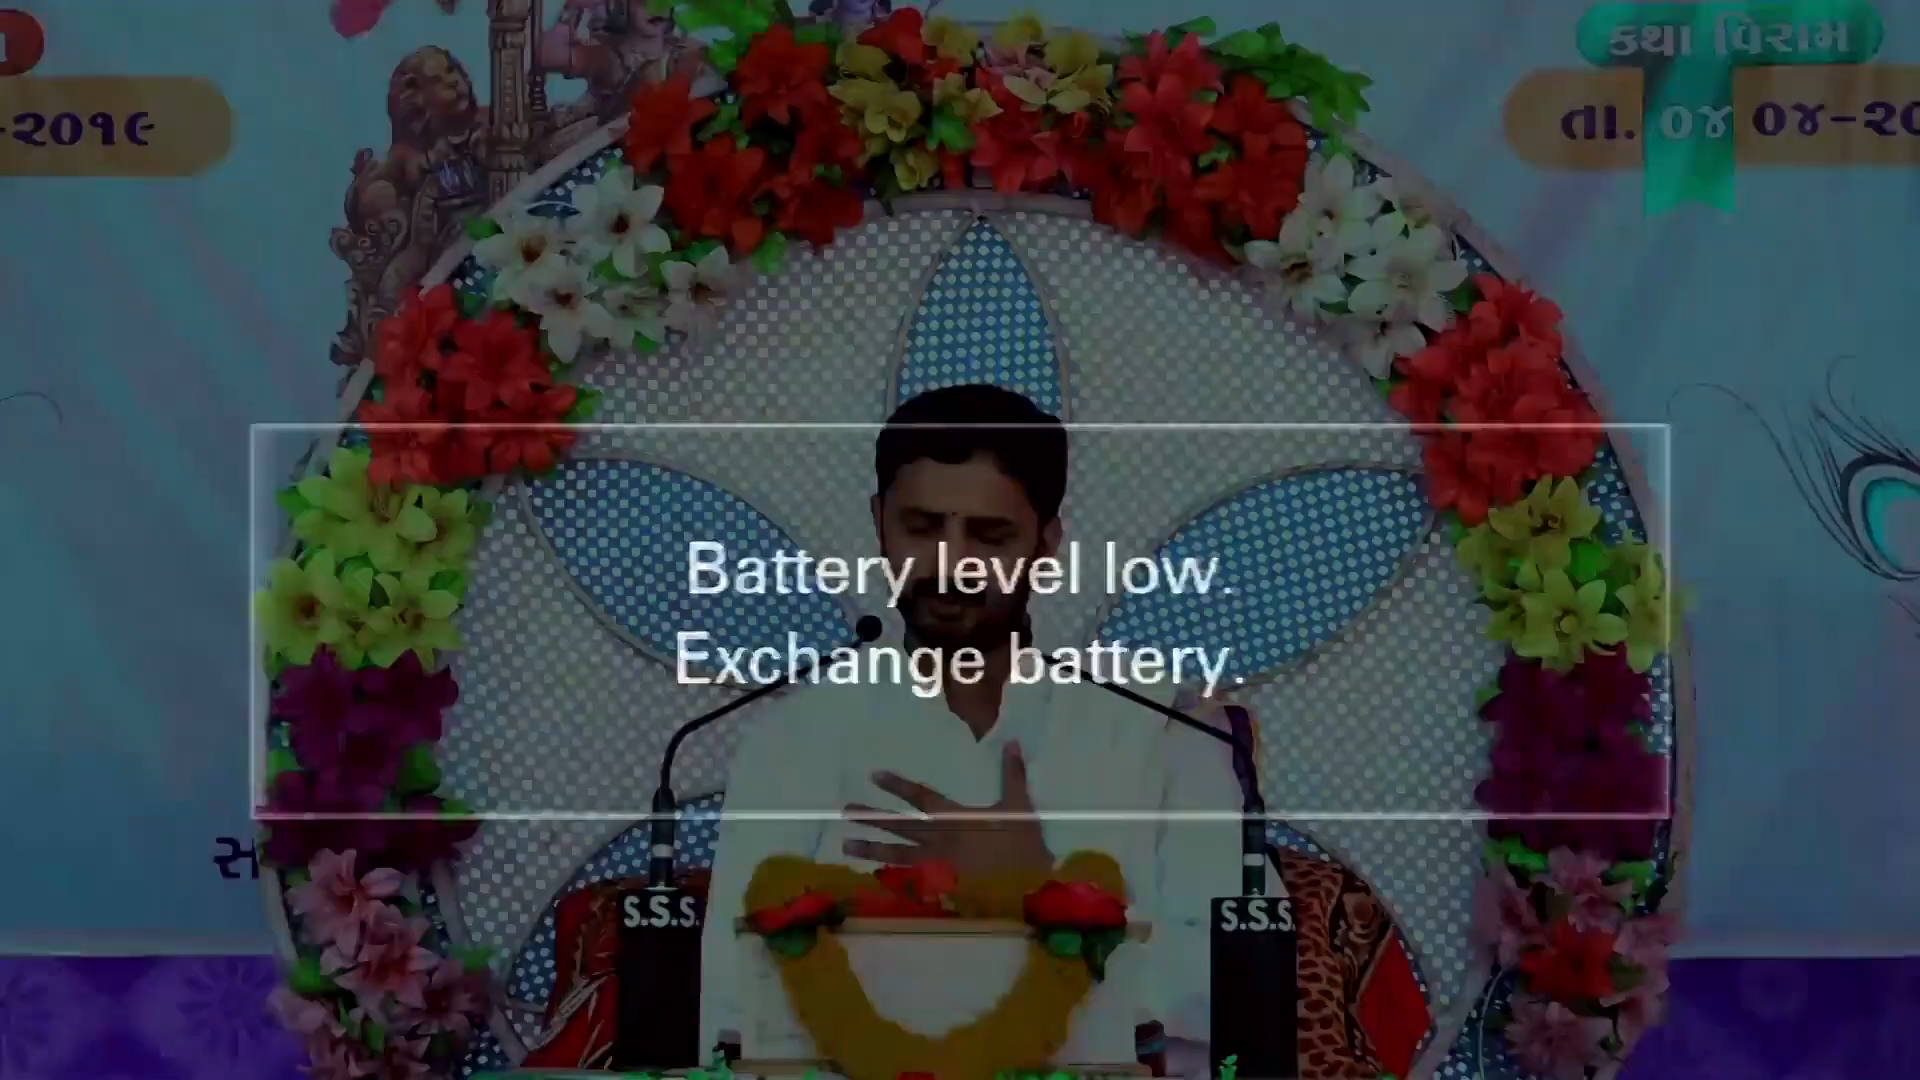 -૨૦૧૯
કથા વિરામ
તા. ૦૪ ૦૪-૨૦
Battery level low.
Exchange battery.
સ
S.S.S.
S.S.S